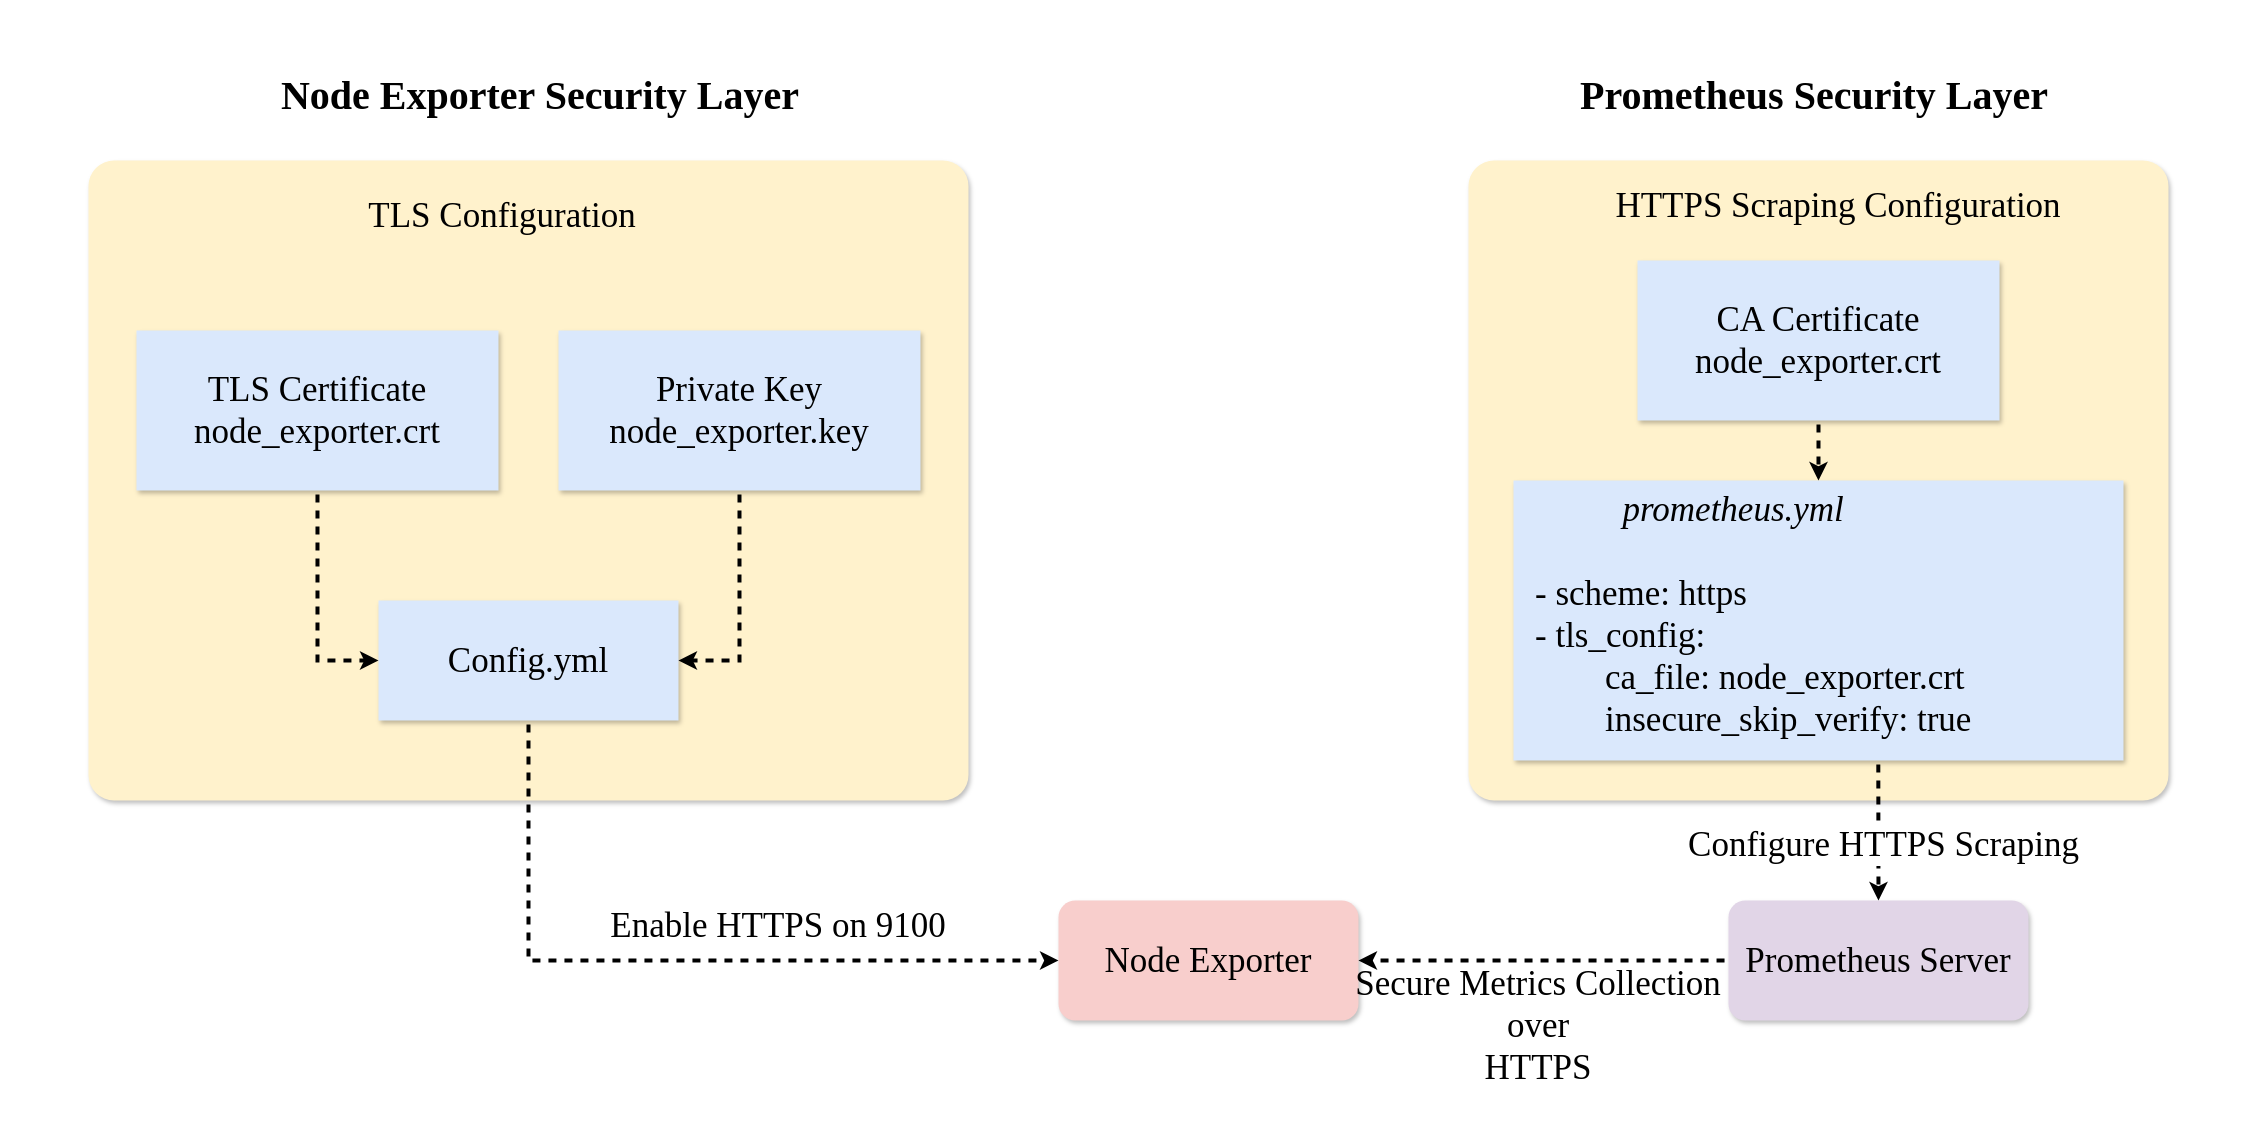 Node Exporter Security Layer
TLS Configuration
TLS Certificate
node_exporter.crt
Private Key
node_exporter.key
Config.yml
Enable HTTPS on 9100
Node Exporter
Prometheus Security Layer
HTTPS Scraping Configuration
CA Certificate
node_exporter.crt
prometheus.yml
- scheme: https
- tls_config:
ca_file: node_exporter.crt
insecure_skip_verify: true
Configure HTTPS Scraping
Prometheus Server
Secure Metrics Collection
over
HTTPS